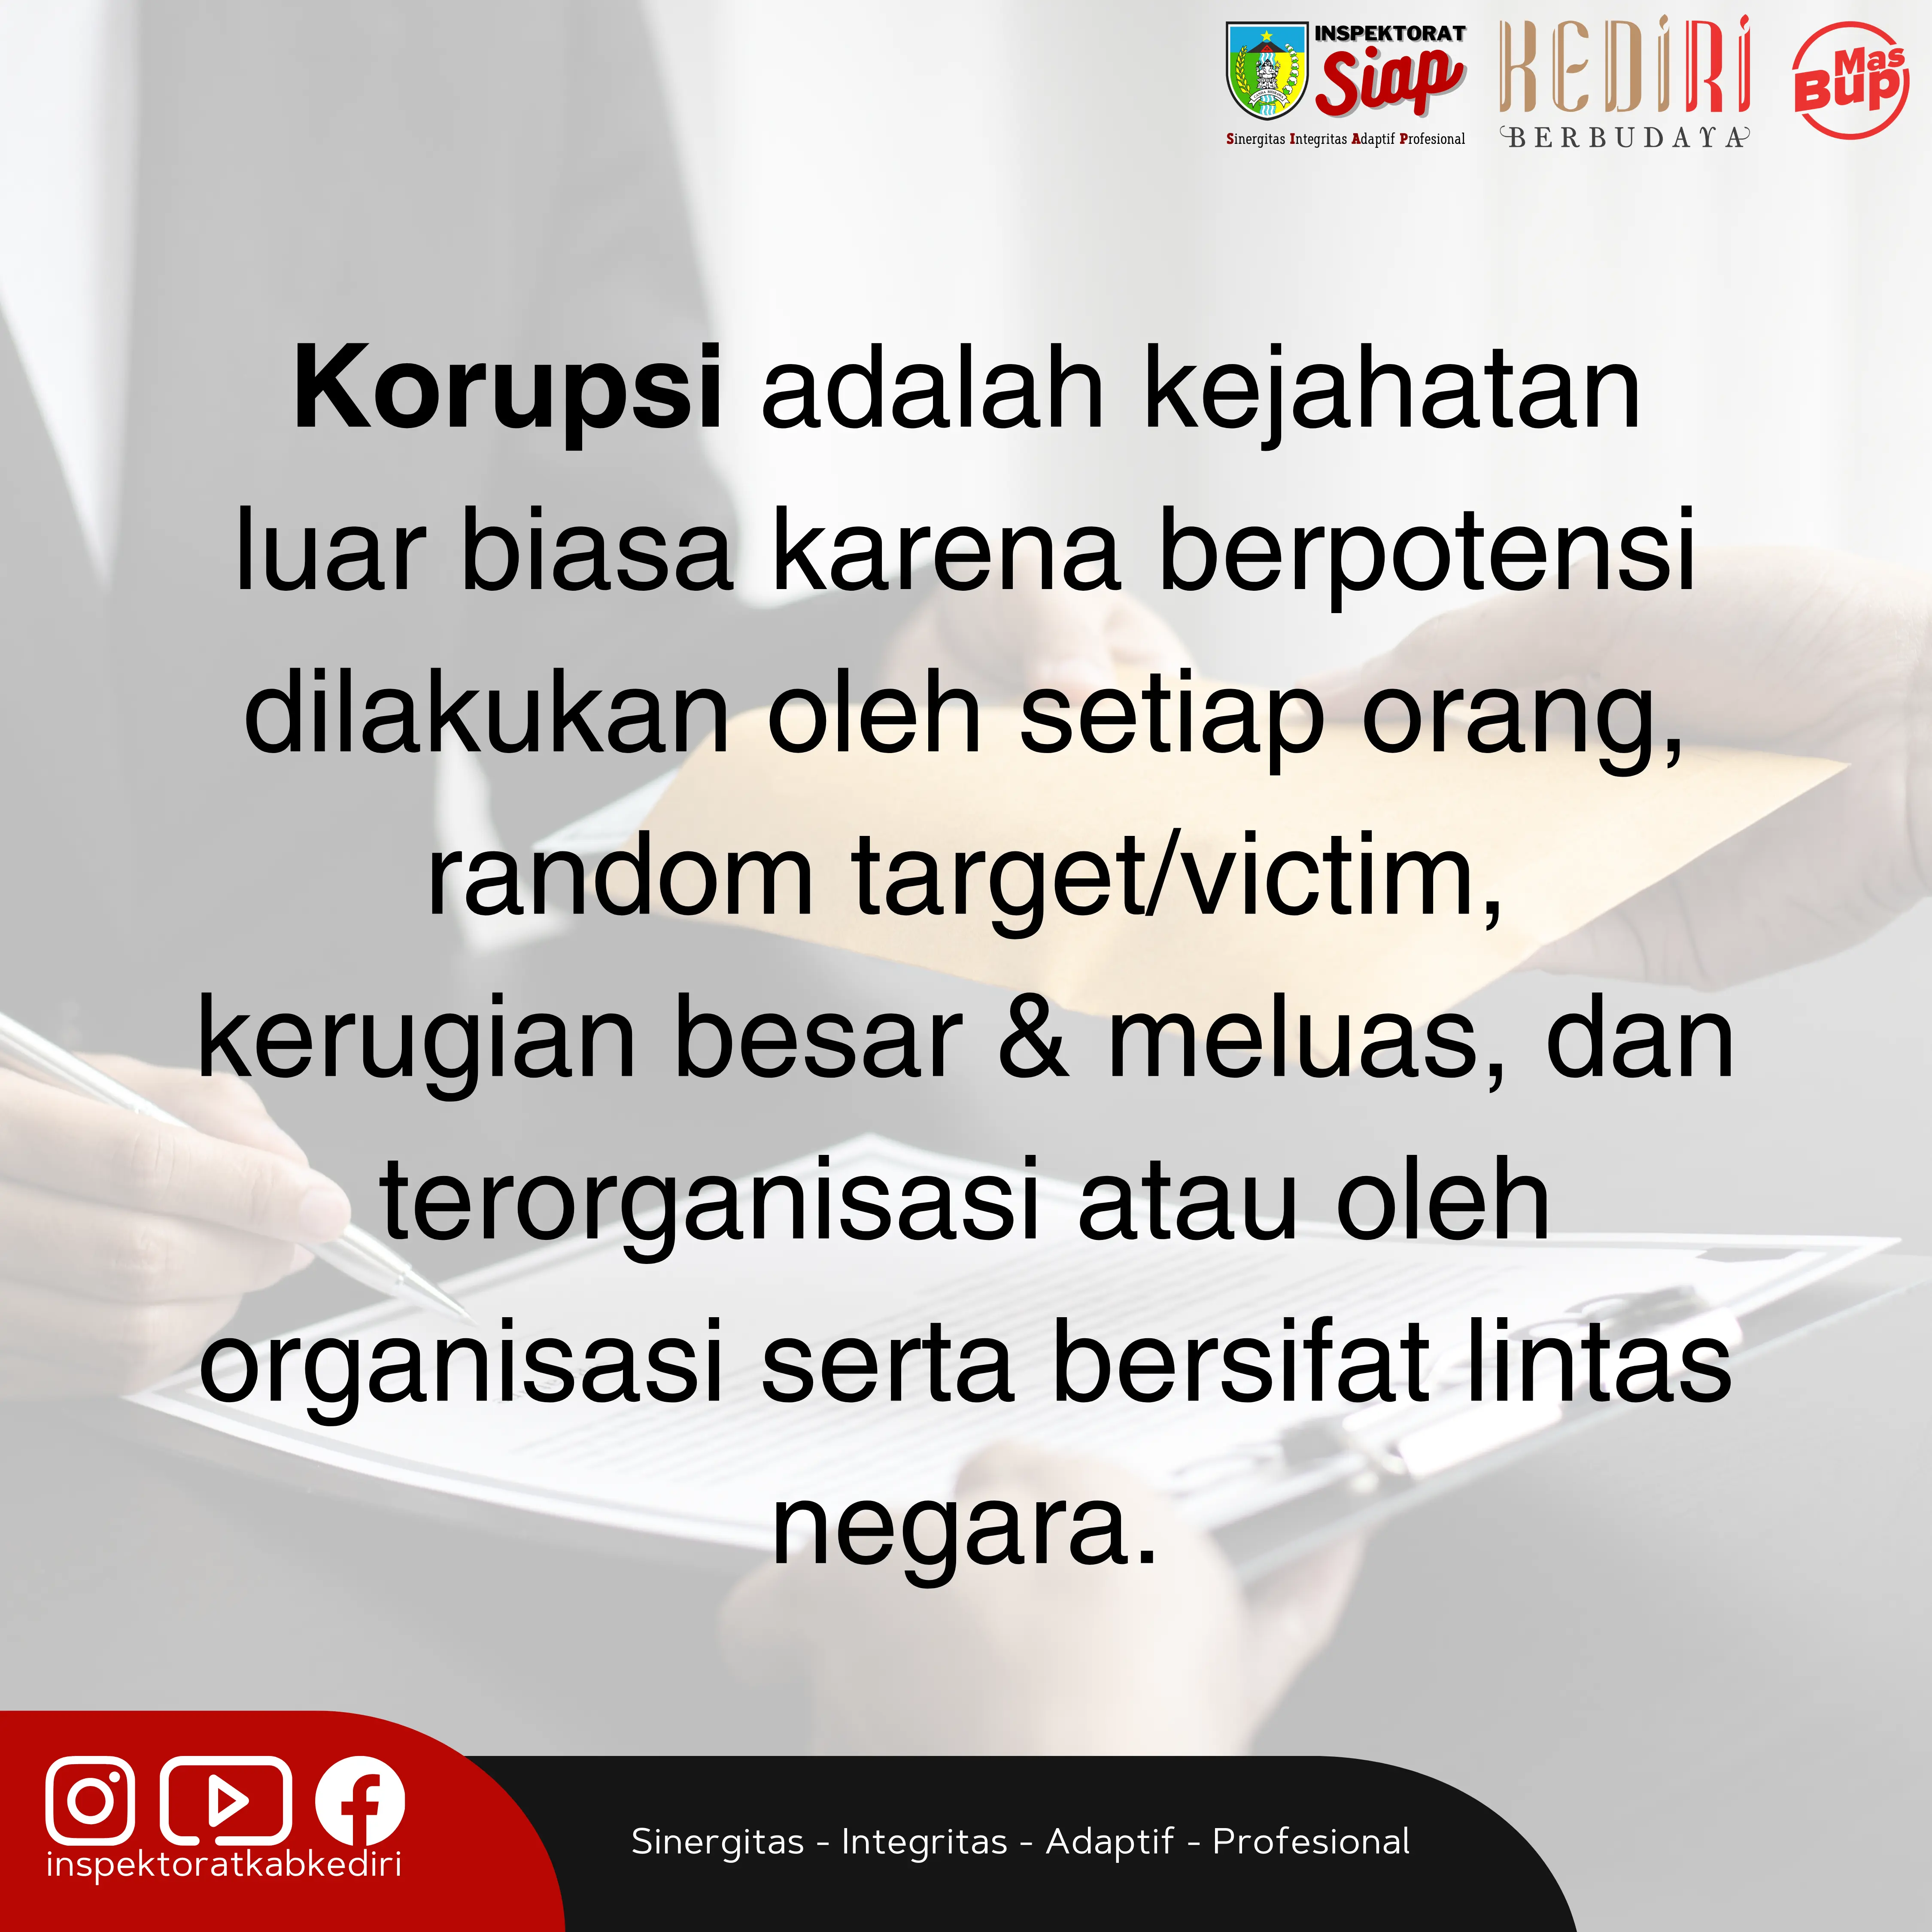 INSPEKTORAT
Siap
Sinergitas Integritas Adaptif Profesional
KEDIRI
BERBUDAYA
Mas
Bup
Korupsi adalah kejahatan
luar biasa karena berpotensi
dilakukan oleh setiap orang,
random target/victim,
kerugian besar & meluas, dan
terorganisasi atau oleh
organisasi serta bersifat lintas
negara.
inspektoratkabkediri
Sinergitas - Integritas - Adaptif - Profesional